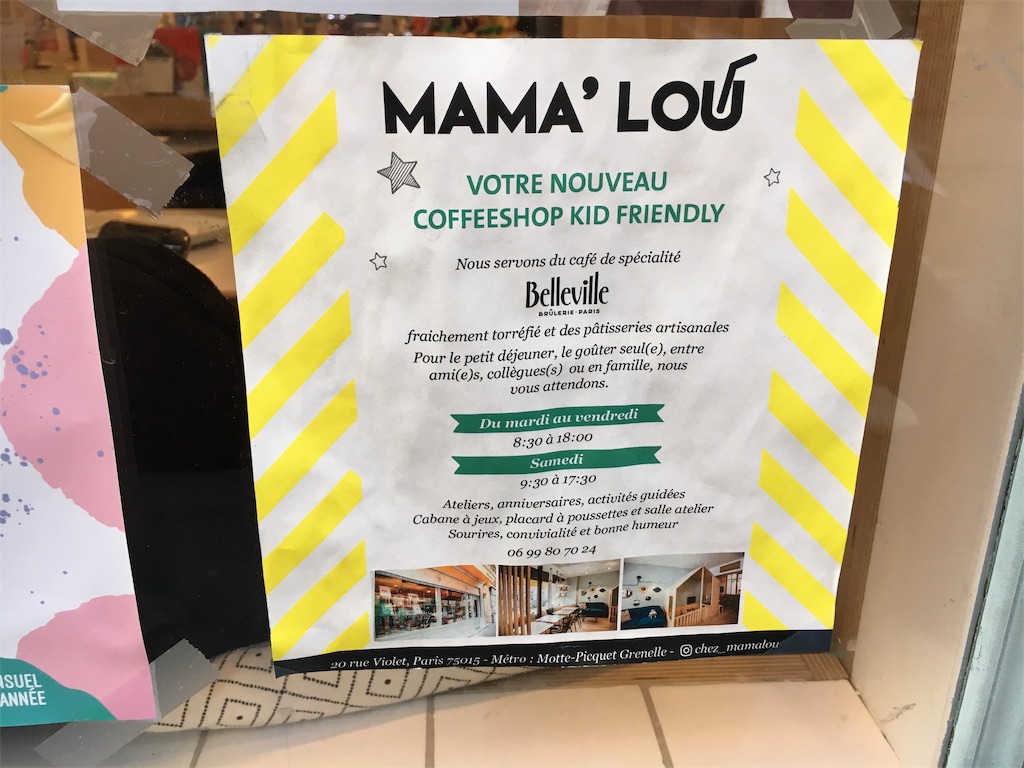 MAMA' LOU
VOTRE NOUVEAU
COFFEESHOP KID FRIENDLY
Nous servons du café de spécialité
Belleville
BRÛLERIE • PARIS
fraichement torréfié et des pâtisseries artisanales
Pour le petit déjeuner, le goûter seul(e), entre
ami(e)s, collègues(s) ou en famille, nous
vous attendons.
Du mardi au vendredi
8:30 à 18:00
Samedi
9:30 à 17:30
Ateliers, anniversaires, activités guidées
Cabane à jeux, placard à poussettes et salle atelier
Sourires, convivialité et bonne humeur
06 99 80 70 24
20 rue Violet, Paris 75015 - Métro : Motte-Picquet Grenelle - chez_mamalou
NSUEL
ANNÉE